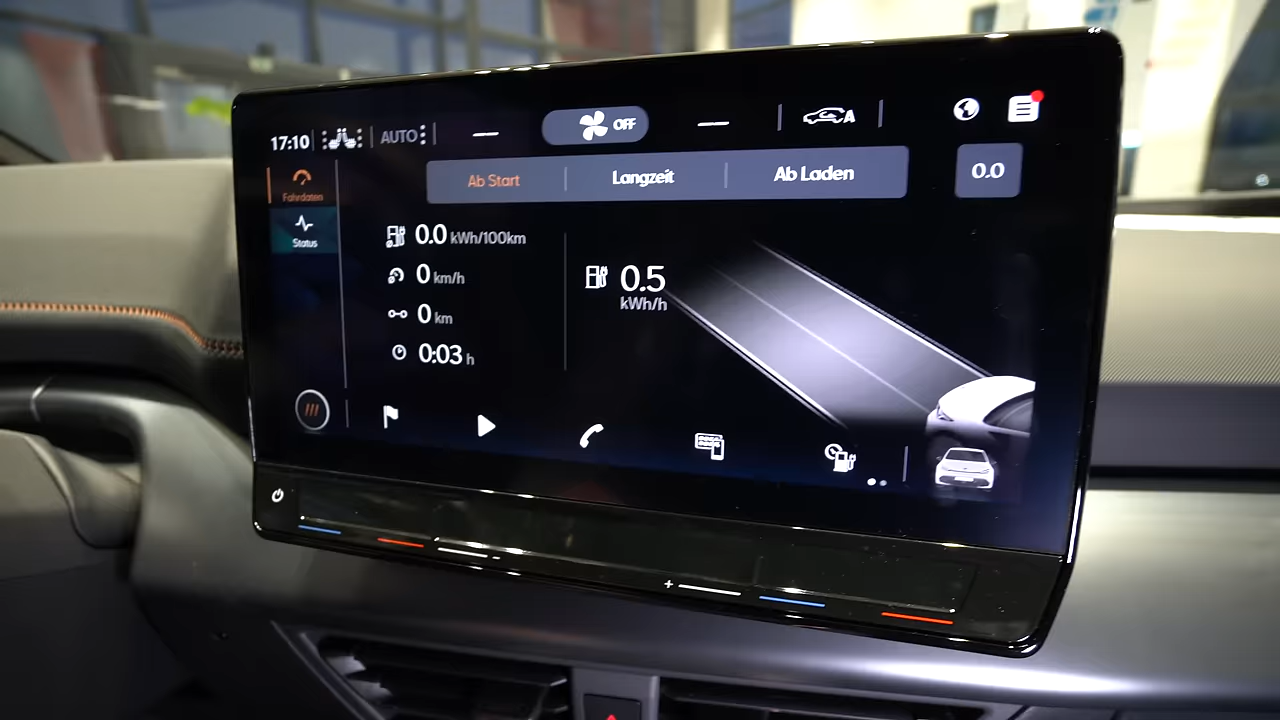 17:10 AUTO OFF A
Fahrdaten
Ab Start Langzeit Ab Laden 0.0
Status
0.0 kWh/100km
0 km/h
0 km
0:03 h
0.5
kWh/h
- +